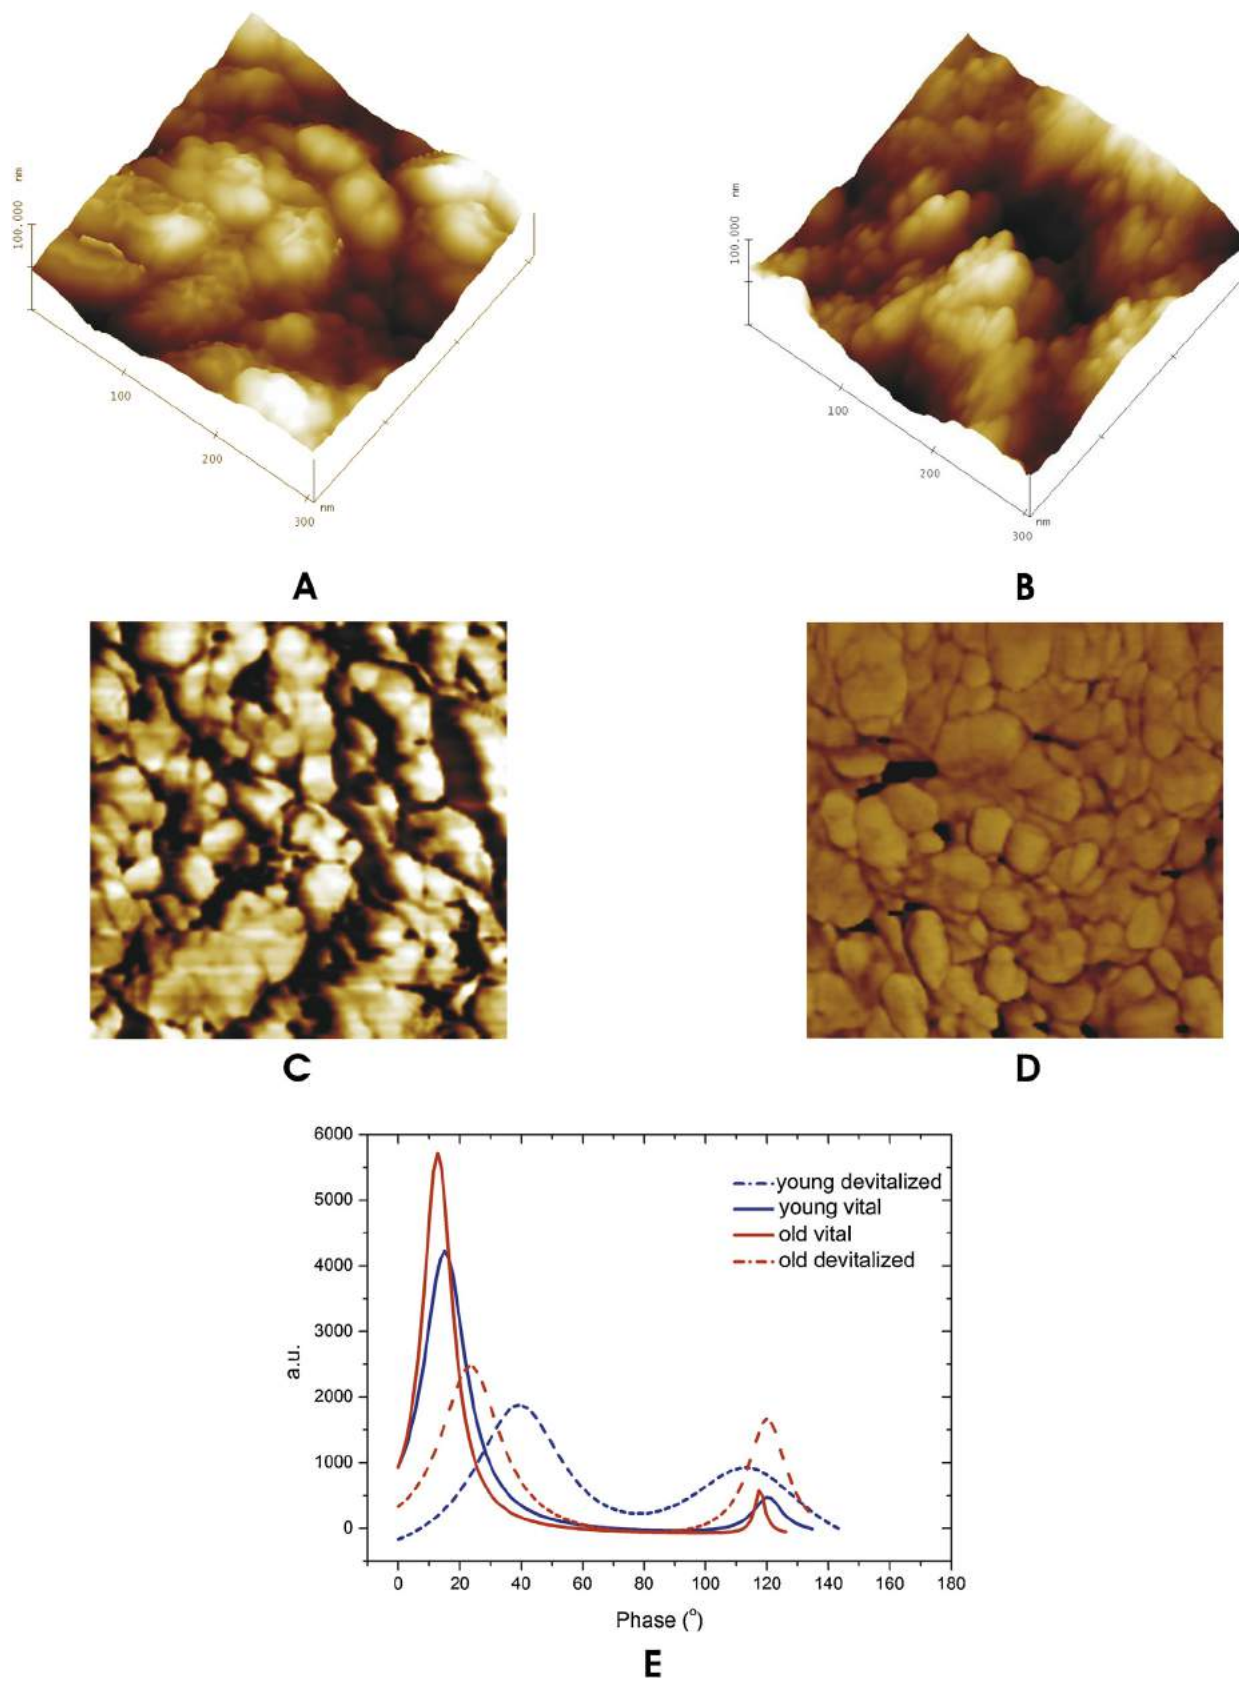 100.000 nm
100
200
300
nm
A
100.000 nm
100
200
300
nm
B
C
D
6000
5000
4000
3000
2000
1000
0
a.u.
young devitalized
young vital
old vital
old devitalized
0 20 40 60 80 100 120 140 160 180
Phase (°)
E